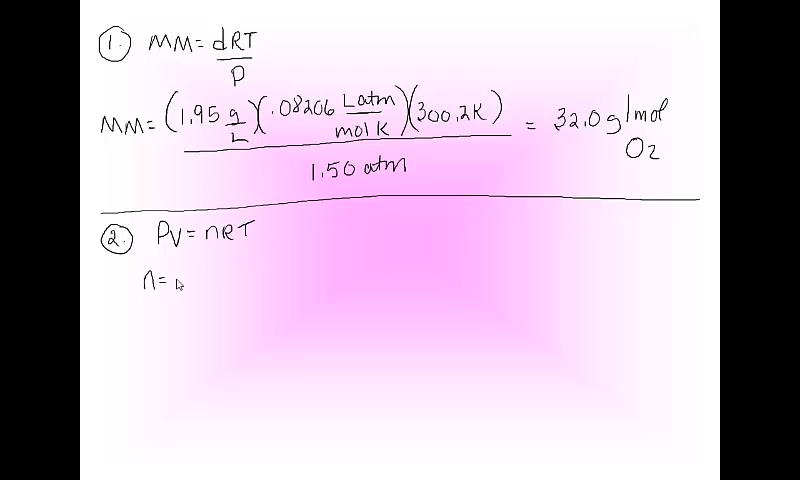 1. MM = dRT
P
MM = (1.95 g/L)(.08206 L atm/mol K)(300.2K) = 32.0 g/mol
1.50 atm
O2
2. PV = nRT
n =